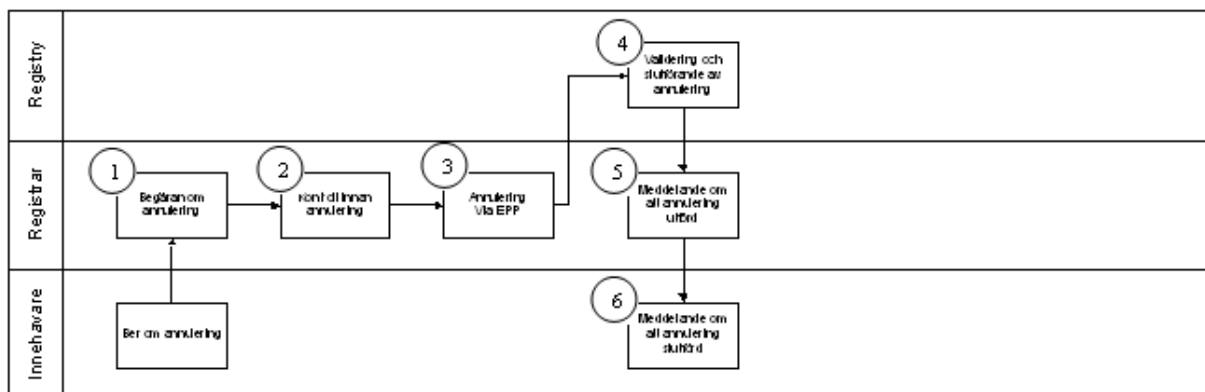 Registry
4
Validering och
slutförande av
annulering
Registrar
1
Begäran om
annulering
2
Kontroll innan
annulering
3
Annulering
Via EPP
5
Meddelande om
att annulering
utförd
Innehavare
Ber om annulering
6
Meddelande om
att annulering
slutförd